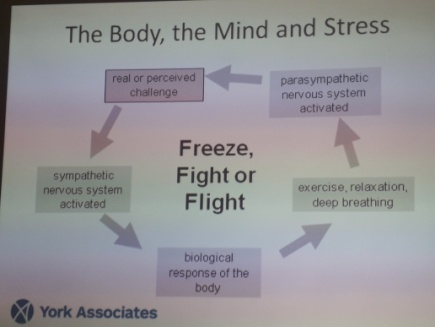 The Body, the Mind and Stress
real or perceived
challenge
parasympathetic
nervous system
activated
Freeze,
Fight or
Flight
sympathetic
nervous system
activated
exercise, relaxation,
deep breathing
biological
response of the
body
York Associates